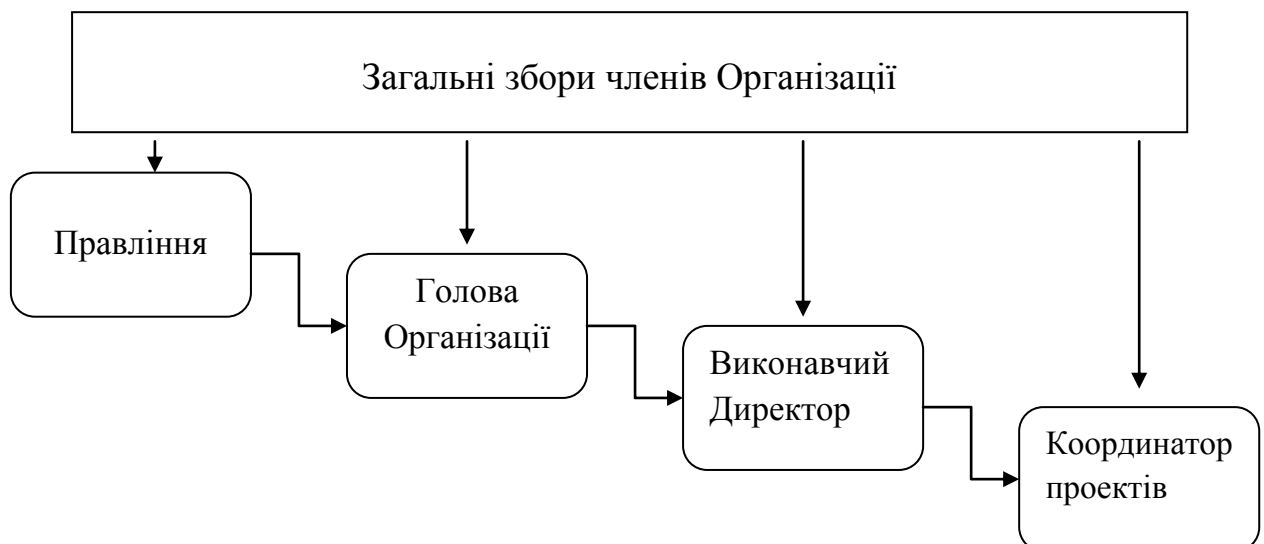 Загальні збори членів Організації
Правління
Голова
Організації
Виконавчий
Директор
Координатор
проектів